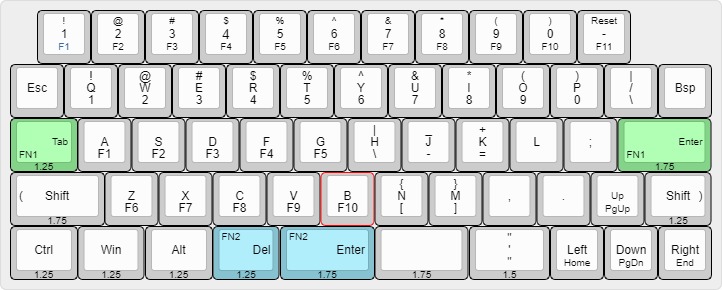 ! @ # $ % ^ & * ( ) Reset
1 2 3 4 5 6 7 8 9 0 -
F1 F2 F3 F4 F5 F6 F7 F8 F9 F10 F11
! @ # $ % ^ & * ( ) |
Esc Q W E R T Y U I O P / Bsp
1 2 3 4 5 6 7 8 9 0 \
| _ +
Tab A S D F G H J K L ; Enter
FN1 F1 F2 F3 F4 F5 \ - = FN1
1.25 1.75
{ }
( Shift Z X C V B N M , . Up Shift )
F6 F7 F8 F9 F10 [ ] PgUp
1.75 1.25
FN2 FN2 "
Ctrl Win Alt Del Enter ' Left Down Right
Home PgDn End
1.25 1.25 1.25 1.25 1.75 1.75 1.5